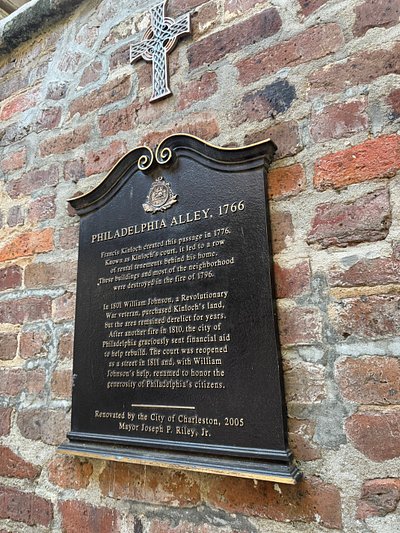 PHILADELPHIA ALLEY, 1766
Francis Kinloch created this passage in 1776.
Known as Kinloch's court, it led to a row
of rental tenements behind his home.
These buildings and most of the neighborhood
were destroyed in the fire of 1796.
In 1801 William Johnson, a Revolutionary
War veteran, purchased Kinloch's land,
but the area remained derelict for years.
After another fire in 1810, the city of
Philadelphia graciously sent financial aid
to help rebuild. The court was reopened
as a street in 1811 and, with William
Johnson's help, renamed to honor the
generosity of Philadelphia's citizens.
Renovated by the City of Charleston, 2005
Mayor Joseph P. Riley, Jr.